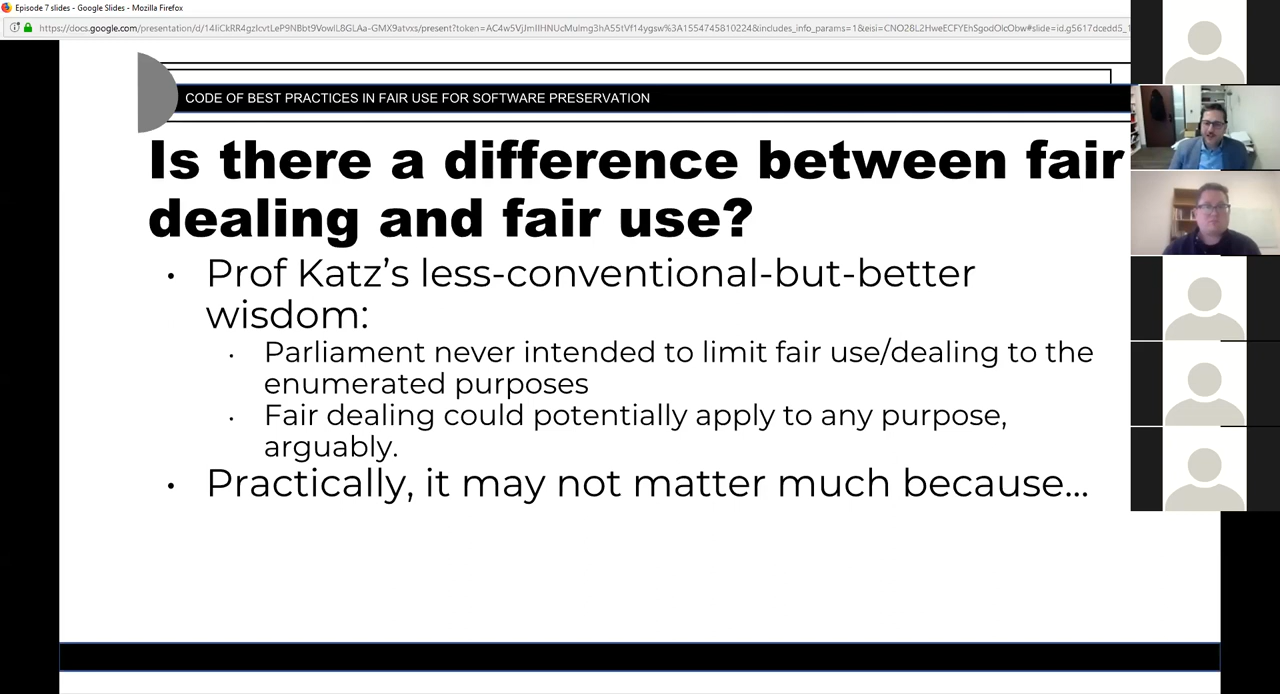 Episode 7 slides - Google Slides - Mozilla Firefox
CODE OF BEST PRACTICES IN FAIR USE FOR SOFTWARE PRESERVATION
Is there a difference between fair
dealing and fair use?
• Prof Katz’s less-conventional-but-better
wisdom:
• Parliament never intended to limit fair use/dealing to the
enumerated purposes
• Fair dealing could potentially apply to any purpose,
arguably.
• Practically, it may not matter much because…